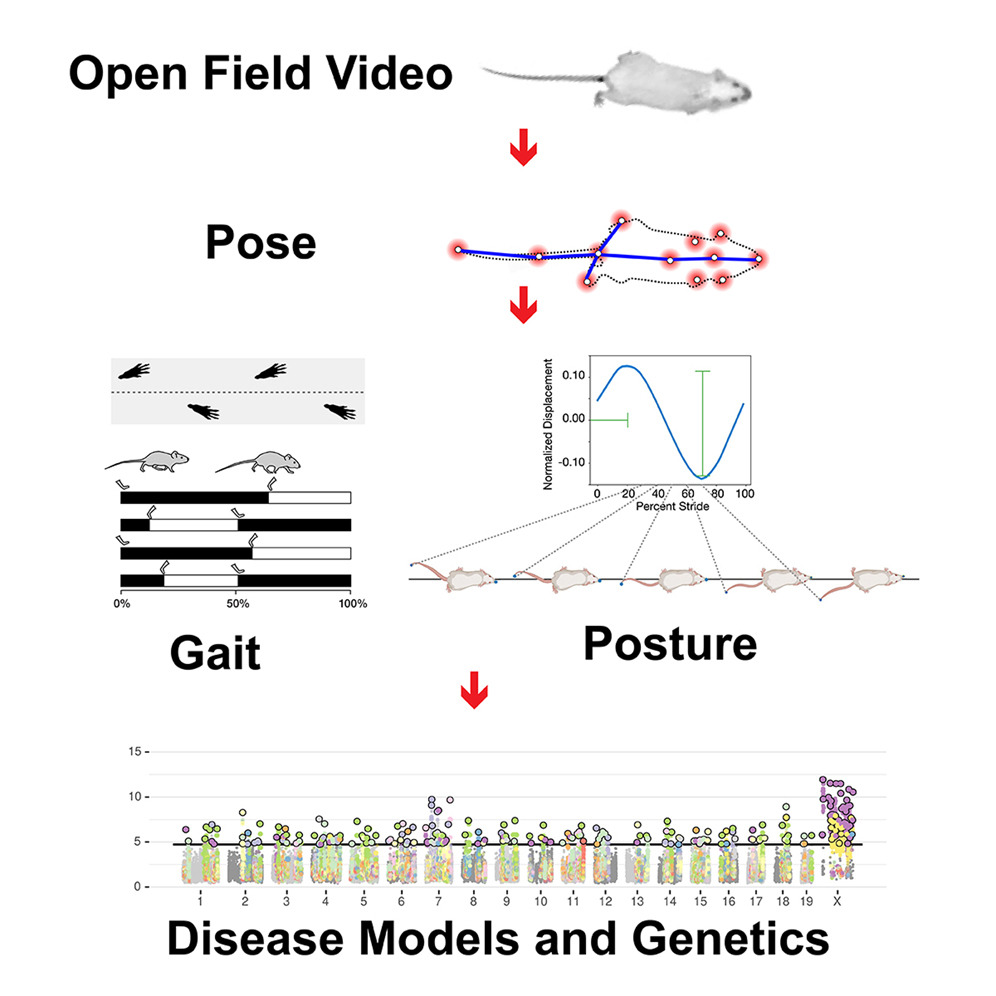 Open Field Video
Pose
Normalized Displacement
0.10
0.00
-0.10
0 20 40 60 80 100
Percent Stride
0% 50% 100%
Gait
Posture
15
10
5
0
1 2 3 4 5 6 7 8 9 10 11 12 13 14 15 16 17 18 19 X
Disease Models and Genetics